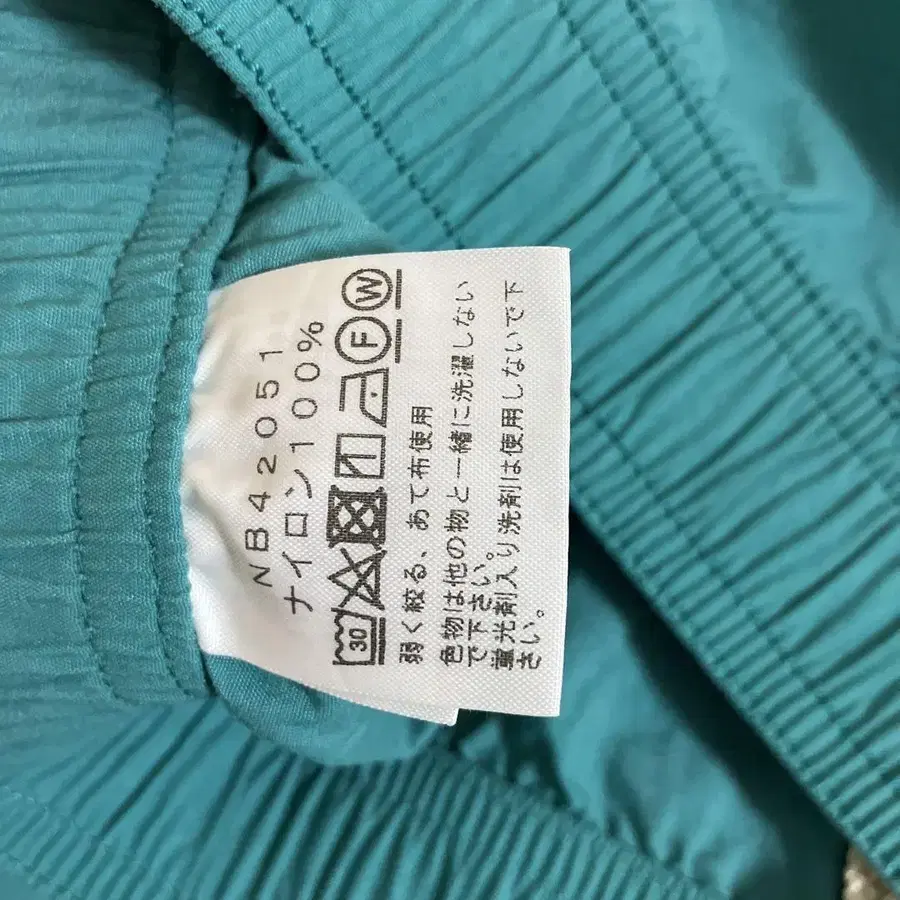 NB42051
ナイロン100%
30 F W
弱く絞る、あて布使用
色物は他の物と一緒に洗濯しない
で下さい。
蛍光剤入り洗剤は使用しないで下
さい。